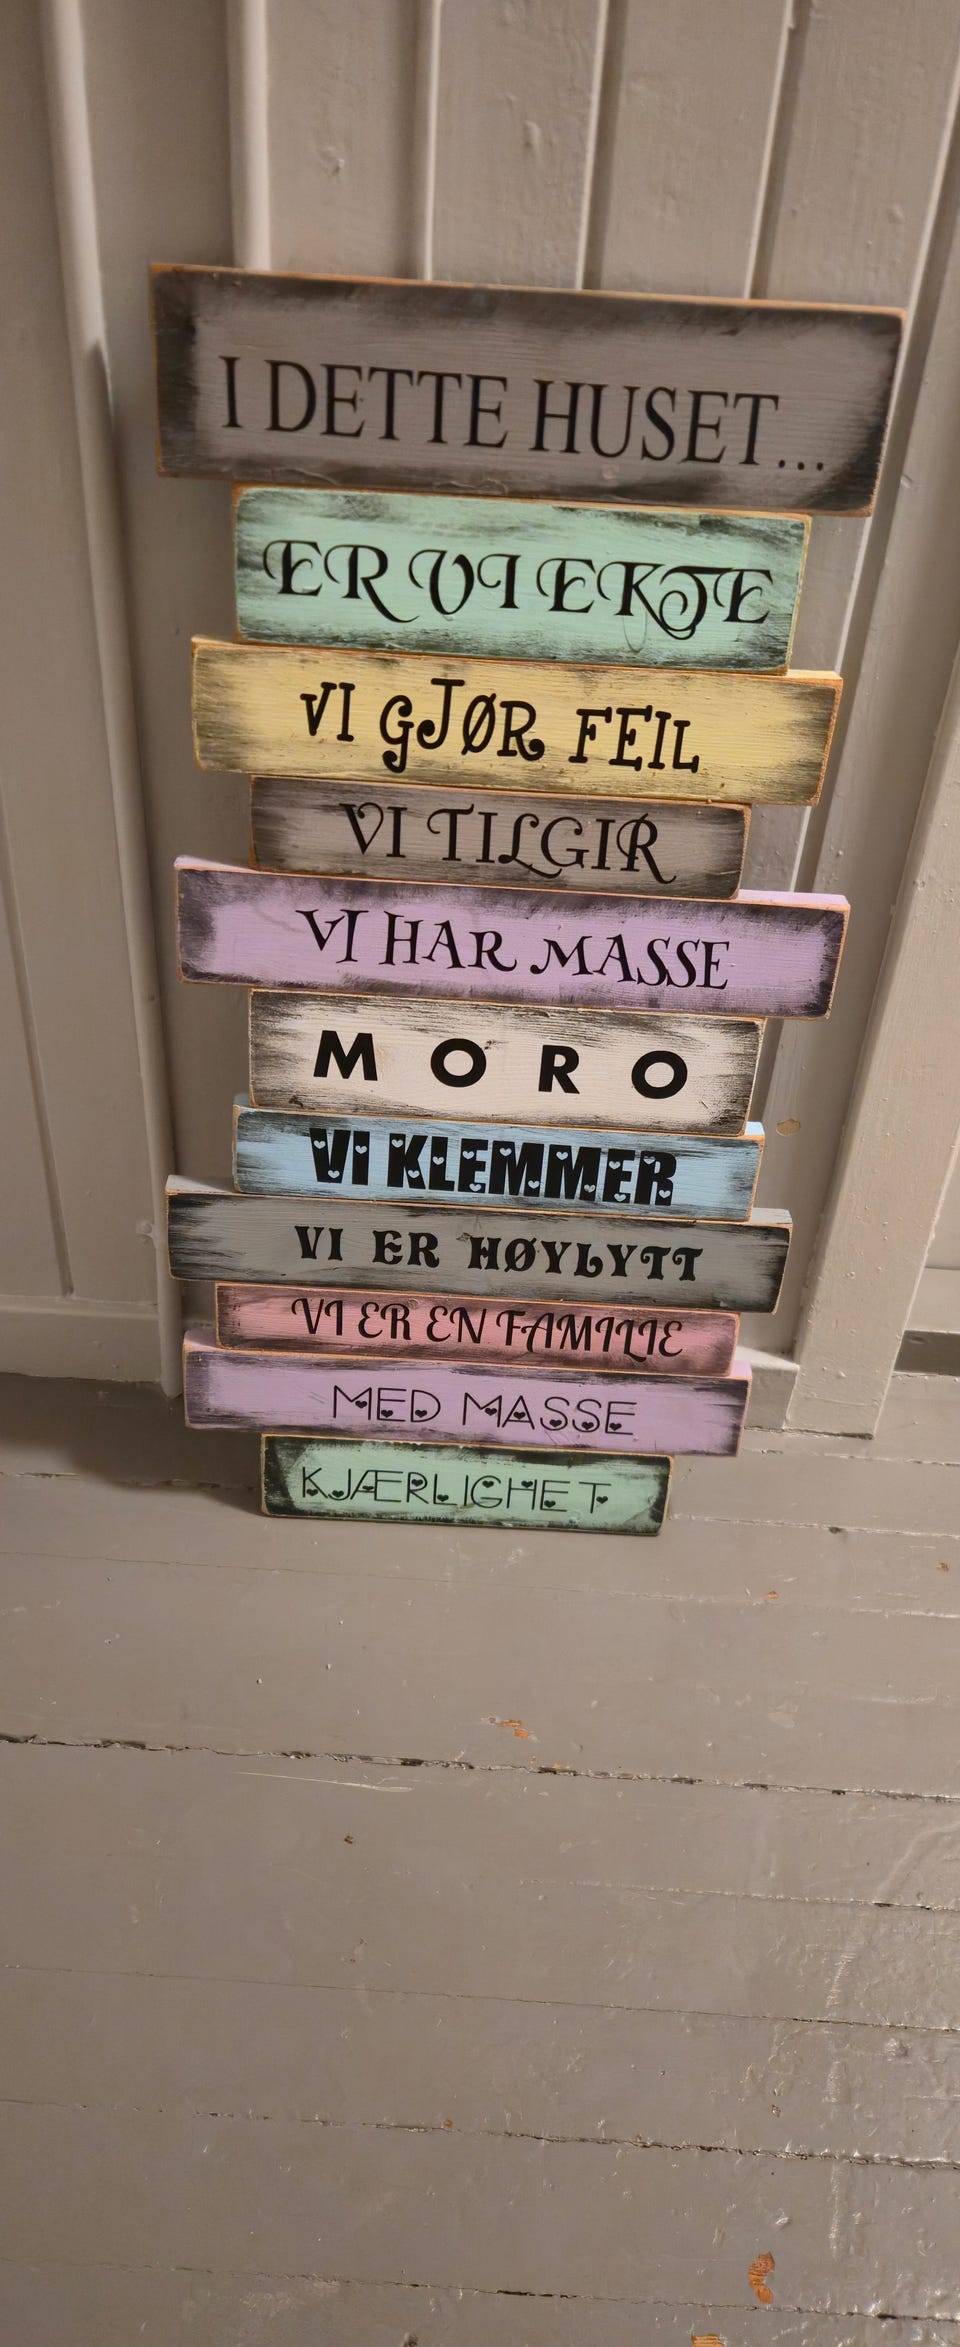 I DETTE HUSET...
ER VI EKTE
VI GJØR FEIL
VI TILGIR
VI HAR MASSE
MORO
VI KLEMMER
VI ER HØYLYTT
VI ER EN FAMILIE
MED MASSE
KJÆRLIGHET